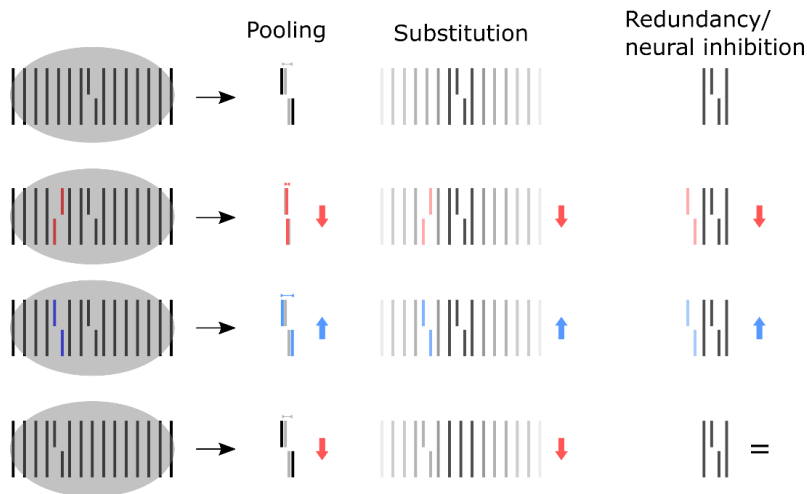 Pooling
Substitution
Redundancy/
neural inhibition
=